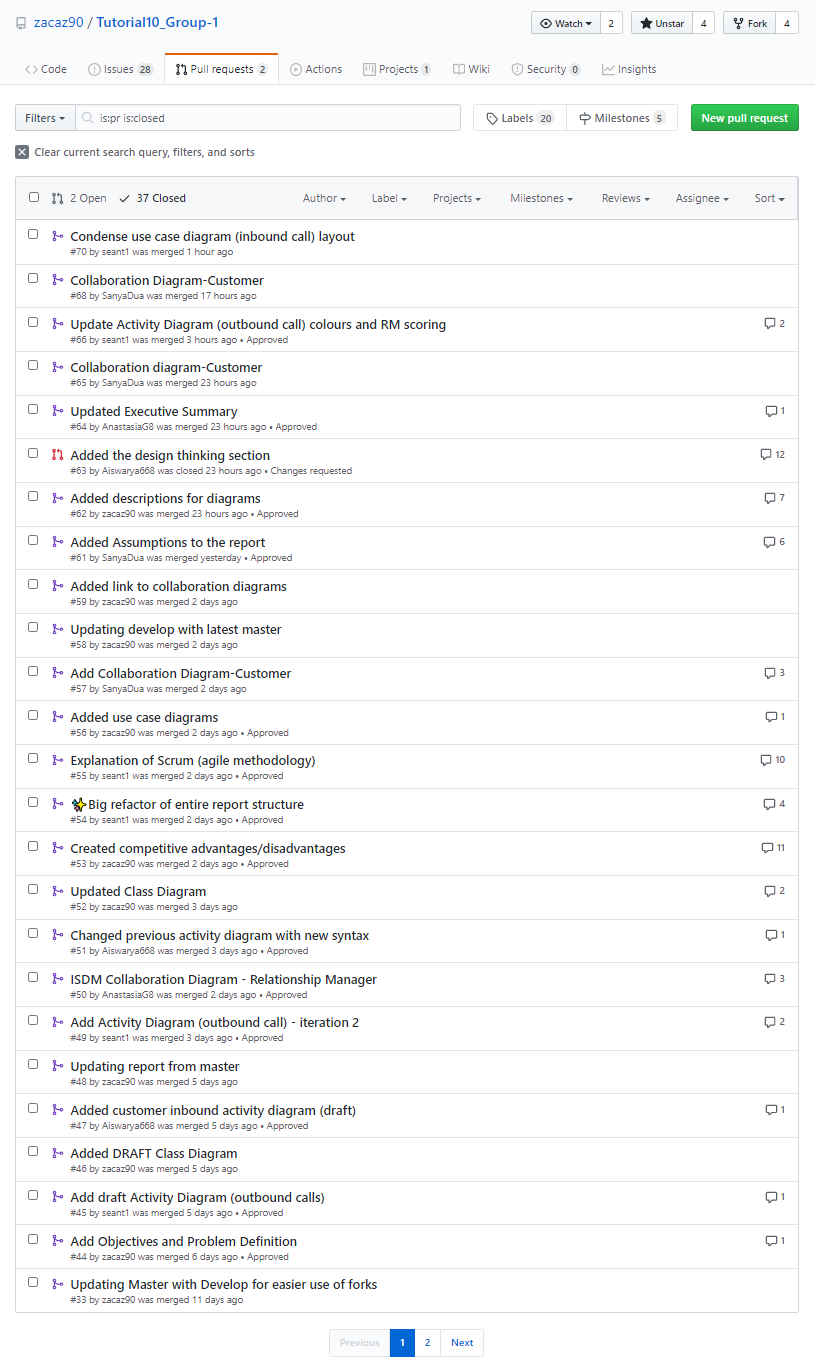 zacaz90 / Tutorial10_Group-1
Watch 2 Unstar 4 Fork 4
Code Issues 28 Pull requests 2 Actions Projects 1 Wiki Security 0 Insights
Filters is:pr is:closed Labels 20 Milestones 5 New pull request
Clear current search query, filters, and sorts
2 Open 37 Closed Author Label Projects Milestones Reviews Assignee Sort
Condense use case diagram (inbound call) layout
#70 by seant1 was merged 1 hour ago
Collaboration Diagram-Customer
#68 by SanyaDua was merged 17 hours ago
Update Activity Diagram (outbound call) colours and RM scoring 2
#66 by seant1 was merged 3 hours ago • Approved
Collaboration diagram-Customer
#65 by SanyaDua was merged 23 hours ago
Updated Executive Summary 1
#64 by AnastasiaG8 was merged 23 hours ago • Approved
Added the design thinking section 12
#63 by Aiswarya668 was closed 23 hours ago • Changes requested
Added descriptions for diagrams 7
#62 by zacaz90 was merged 23 hours ago • Approved
Added Assumptions to the report 6
#61 by SanyaDua was merged yesterday • Approved
Added link to collaboration diagrams
#59 by zacaz90 was merged 2 days ago
Updating develop with latest master
#58 by zacaz90 was merged 2 days ago
Add Collaboration Diagram-Customer 3
#57 by SanyaDua was merged 2 days ago
Added use case diagrams 1
#56 by zacaz90 was merged 2 days ago • Approved
Explanation of Scrum (agile methodology) 10
#55 by seant1 was merged 2 days ago • Approved
✨Big refactor of entire report structure 4
#54 by seant1 was merged 2 days ago • Approved
Created competitive advantages/disadvantages 11
#53 by zacaz90 was merged 2 days ago • Approved
Updated Class Diagram 2
#52 by zacaz90 was merged 3 days ago
Changed previous activity diagram with new syntax 1
#51 by Aiswarya668 was merged 3 days ago • Approved
ISDM Collaboration Diagram - Relationship Manager 3
#50 by AnastasiaG8 was merged 2 days ago • Approved
Add Activity Diagram (outbound call) - iteration 2 2
#49 by seant1 was merged 3 days ago • Approved
Updating report from master
#48 by zacaz90 was merged 5 days ago
Added customer inbound activity diagram (draft) 1
#47 by Aiswarya668 was merged 5 days ago • Approved
Added DRAFT Class Diagram
#46 by zacaz90 was merged 5 days ago
Add draft Activity Diagram (outbound calls) 1
#45 by seant1 was merged 5 days ago • Approved
Add Objectives and Problem Definition 1
#44 by zacaz90 was merged 6 days ago • Approved
Updating Master with Develop for easier use of forks
#33 by zacaz90 was merged 11 days ago
Previous 1 2 Next